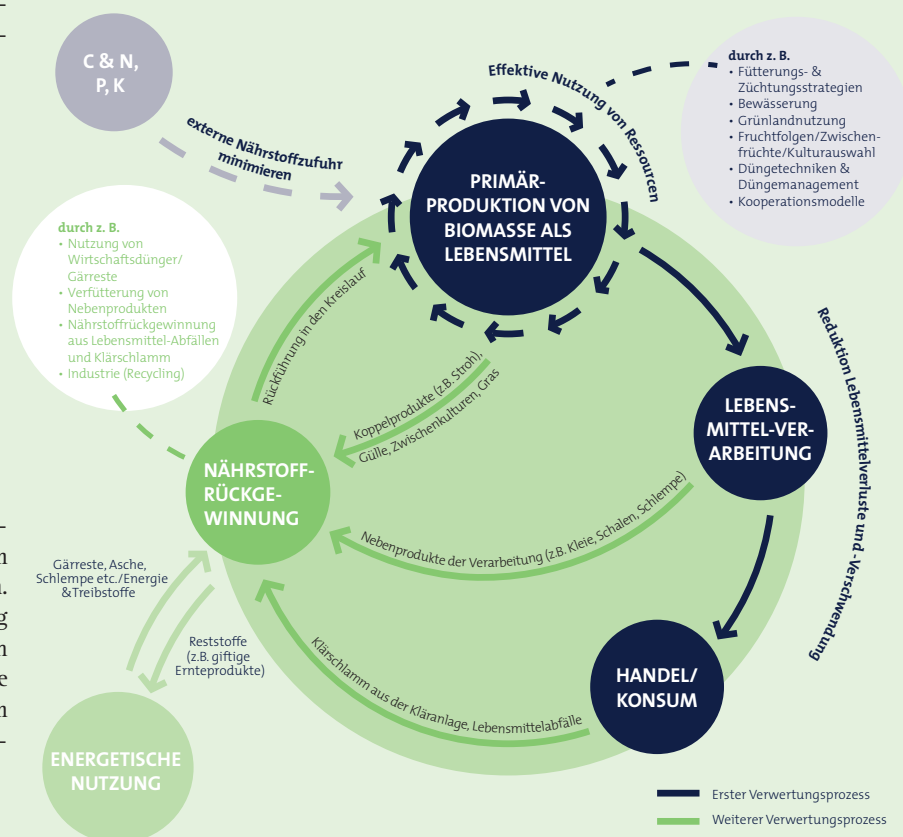 C & N,
P, K
externe Nährstoffzufuhr
minimieren
Effektive Nutzung von Ressourcen
durch z. B.
• Fütterungs- &
Züchtungsstrategien
• Bewässerung
• Grünlandnutzung
• Fruchtfolgen/Zwischen-
früchte/Kulturauswahl
• Düngetechniken &
Düngemanagement
• Kooperationsmodelle
PRIMÄR-
PRODUKTION VON
BIOMASSE ALS
LEBENSMITTEL
durch z. B.
• Nutzung von
Wirtschaftsdünger/
Gärreste
• Verfütterung von
Nebenprodukten
• Nährstoffrückgewinnung
aus Lebensmittel-Abfällen
und Klärschlamm
• Industrie (Recycling)
Rückführung in den Kreislauf
Koppelprodukte (z.B. Stroh),
Gülle, Zwischenkulturen, Gras
Reduktion Lebensmittelverluste und -Verschwendung
LEBENS-
MITTEL-VER-
ARBEITUNG
NÄHRSTOFF-
RÜCKGE-
WINNUNG
Nebenprodukte der Verarbeitung (z.B. Kleie, Schalen, Schlempe)
Gärreste, Asche,
Schlempe etc./Energie
&Treibstoffe
Reststoffe
(z.B. giftige
Ernteprodukte)
Klärschlamm aus der Kläranlage, Lebensmittelabfälle
HANDEL/
KONSUM
ENERGETISCHE
NUTZUNG
Erster Verwertungsprozess
Weiterer Verwertungsprozess